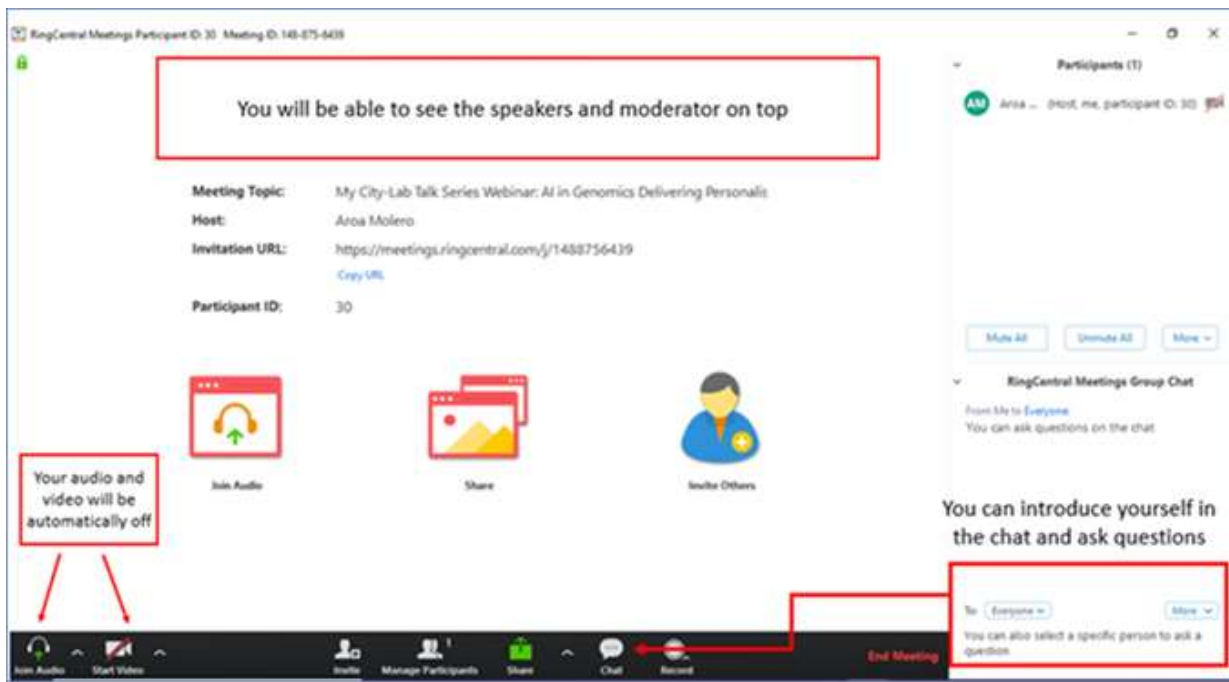 RingCentral Meetings Participant ID: 30 Meeting ID: 148-875-6439
You will be able to see the speakers and moderator on top
Meeting Topic: My City-Lab Talk Series Webinar: AI in Genomics Delivering Personalis
Host: Aroa Molero
Invitation URL: https://meetings.ringcentral.com/j/1488756439
Copy URL
Participant ID: 30
Join Audio
Share
Invite Others
Your audio and
video will be
automatically off
Participants (1)
AM Aroa ... (Host, me, participant ID: 30)
Mute All Unmute All More
RingCentral Meetings Group Chat
From Me to Everyone
You can ask questions on the chat
You can introduce yourself in
the chat and ask questions
To: Everyone More
You can also select a specific person to ask a
question
Join Audio Start Video Invite Manage Participants 1 Share Chat Record End Meeting